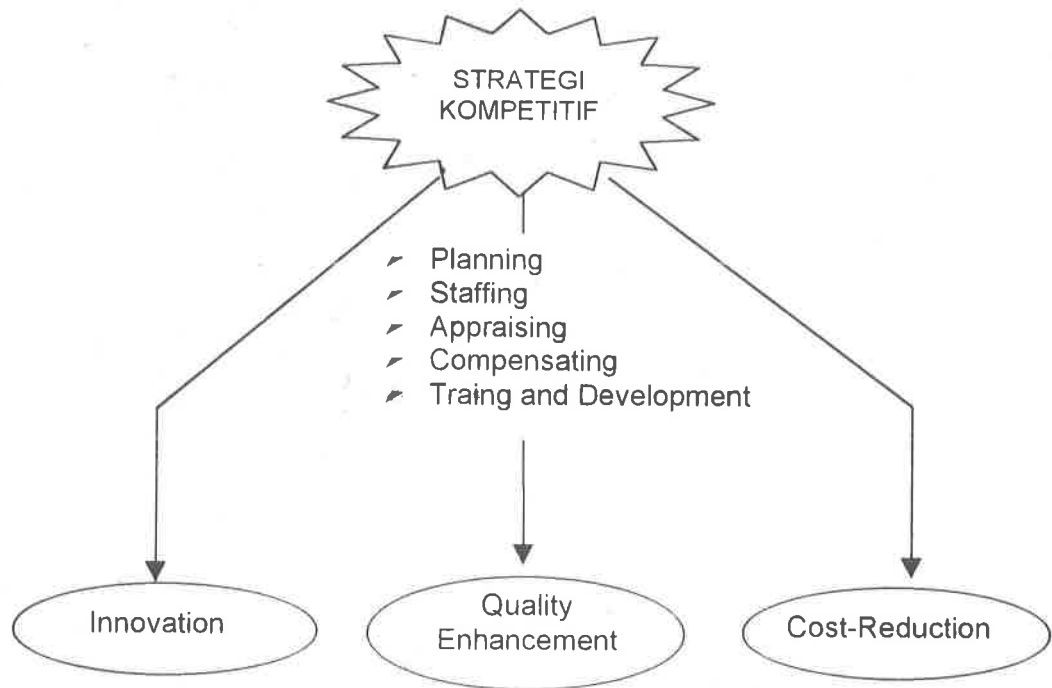 STRATEGI
KOMPETITIF
Planning
Staffing
Appraising
Compensating
Traing and Development
Innovation
Quality
Enhancement
Cost-Reduction